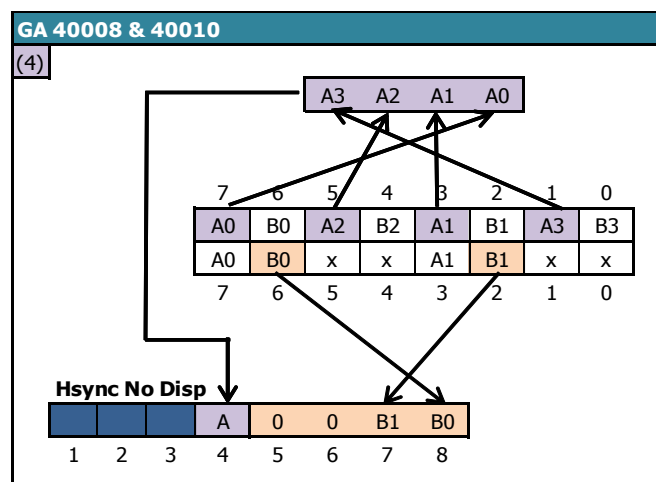 GA 40008 & 40010
(4)
A3 A2 A1 A0
7 6 5 4 3 2 1 0
A0 B0 A2 B2 A1 B1 A3 B3
A0 B0 x x A1 B1 x x
7 6 5 4 3 2 1 0
Hsync No Disp
A 0 0 B1 B0
1 2 3 4 5 6 7 8